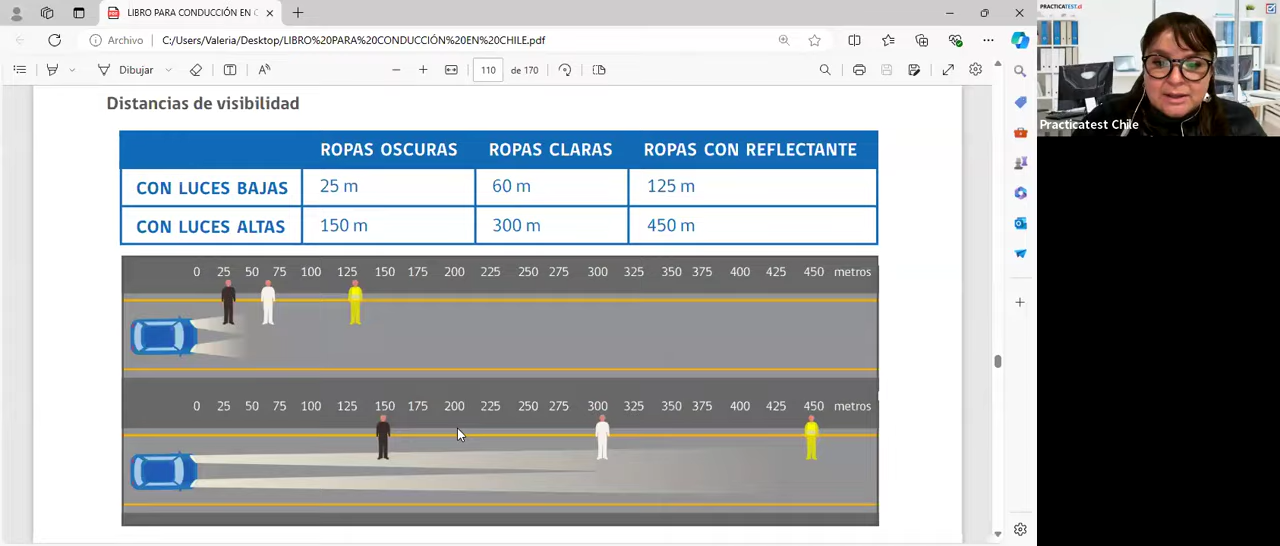 LIBRO PARA CONDUCCIÓN EN C
Archivo
C:/Users/Valeria/Desktop/LIBRO%20PARA%20CONDUCCIÓN%20EN%20CHILE.pdf
Dibujar
110 de 170
PRACTICATEST.cl
Practicatest Chile
Distancias de visibilidad
ROPAS OSCURAS ROPAS CLARAS ROPAS CON REFLECTANTE
CON LUCES BAJAS 25 m 60 m 125 m
CON LUCES ALTAS 150 m 300 m 450 m
0 25 50 75 100 125 150 175 200 225 250 275 300 325 350 375 400 425 450 metros
0 25 50 75 100 125 150 175 200 225 250 275 300 325 350 375 400 425 450 metros